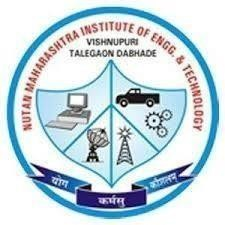 NUTAN MAHARASHTRA INSTITUTE OF ENGG. & TECHNOLOGY
VISHNUPURI
TALEGAON DABHADE
योग
कर्मसु
कौशलम्